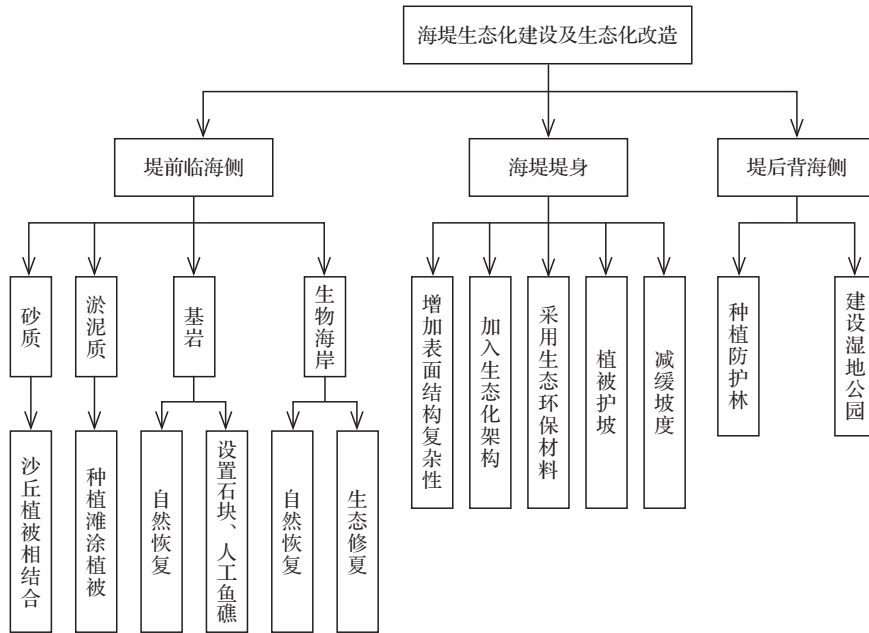 海堤生态化建设及生态化改造
堤前临海侧
海堤堤身
堤后背海侧
砂质
淤泥质
基岩
生物海岸
增加表面结构复杂性
加入生态化架构
采用生态环保材料
植被护坡
减缓坡度
种植防护林
建设湿地公园
沙丘植被相结合
种植滩涂植被
自然恢复
设置石块、人工鱼礁
自然恢复
生态修夏